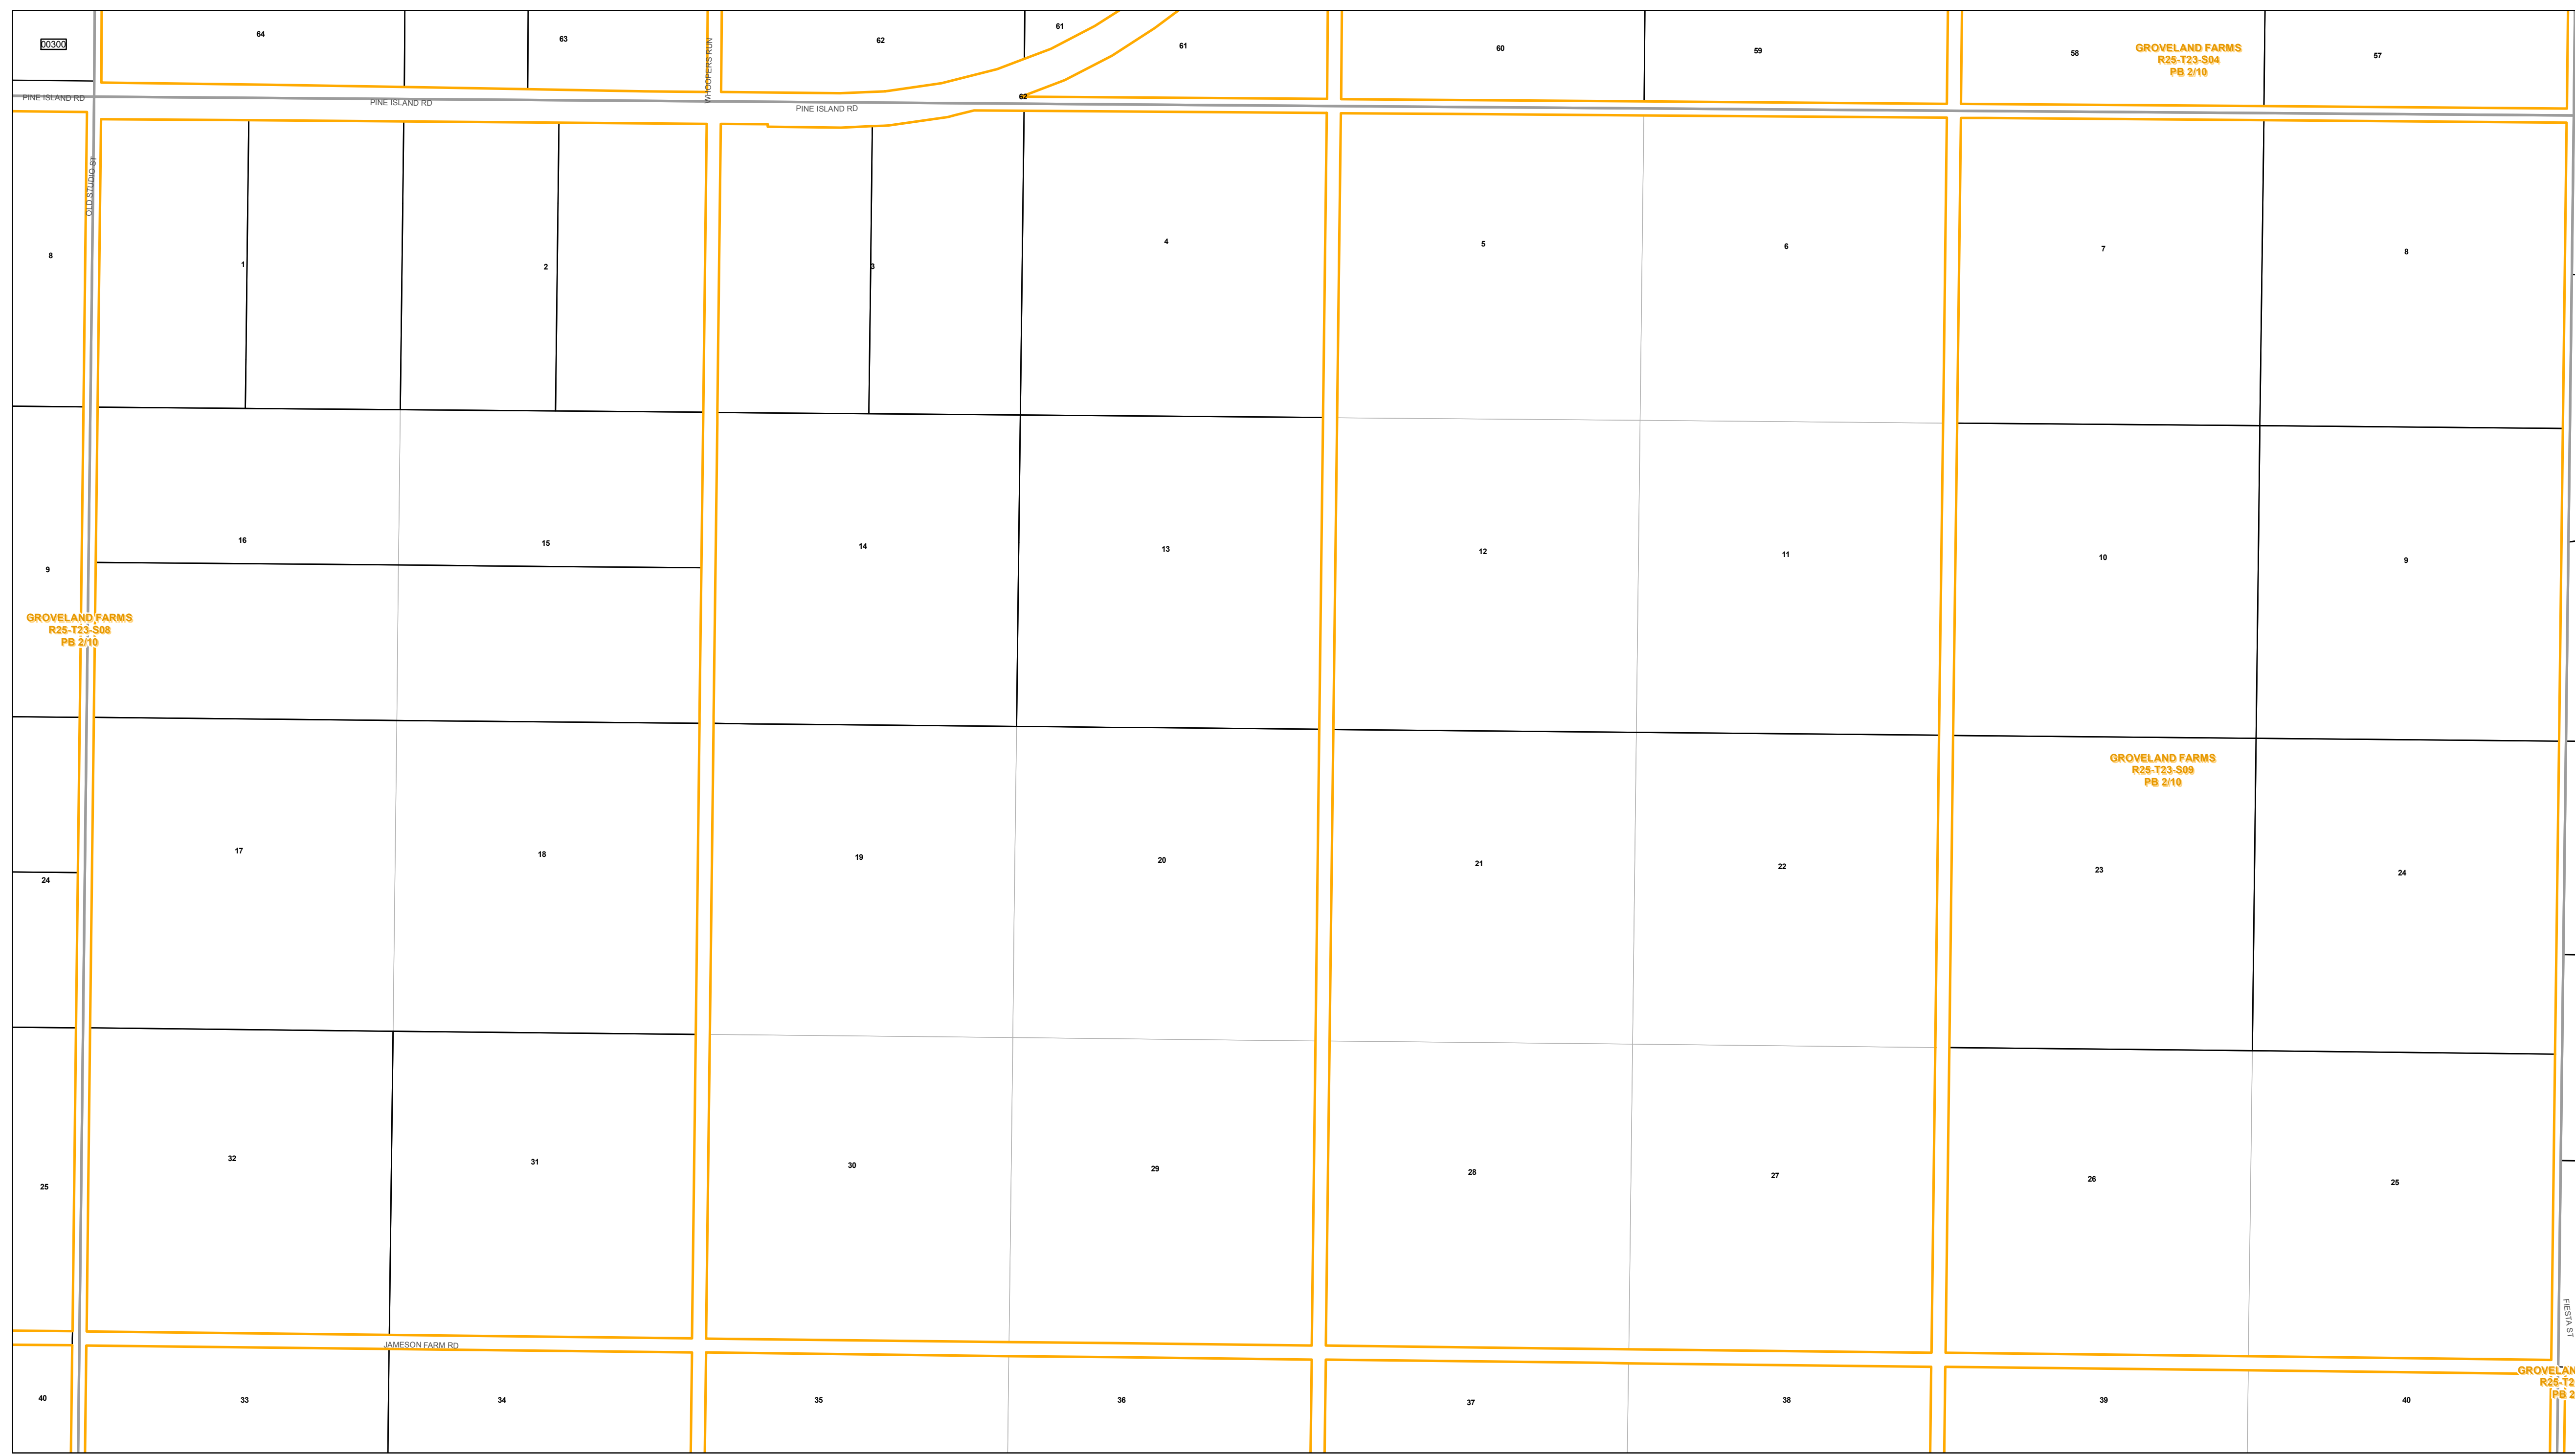 00300
64
63
62
61
61
60
59
58
57
GROVELAND FARMS
R25-T23-S04
PB 2/10
WHOOPERS RUN
PINE ISLAND RD
PINE ISLAND RD
PINE ISLAND RD
62
OLD STUDIO ST
8
1
2
3
4
5
6
7
8
9
16
15
14
13
12
11
10
9
GROVELAND FARMS
R25-T23-S08
PB 2/10
GROVELAND FARMS
R25-T23-S09
PB 2/10
24
17
18
19
20
21
22
23
24
25
32
31
30
29
28
27
26
25
FIESTA ST
JAMESON FARM RD
40
33
34
35
36
37
38
39
40
GROVELAN
R25-T2
PB 2